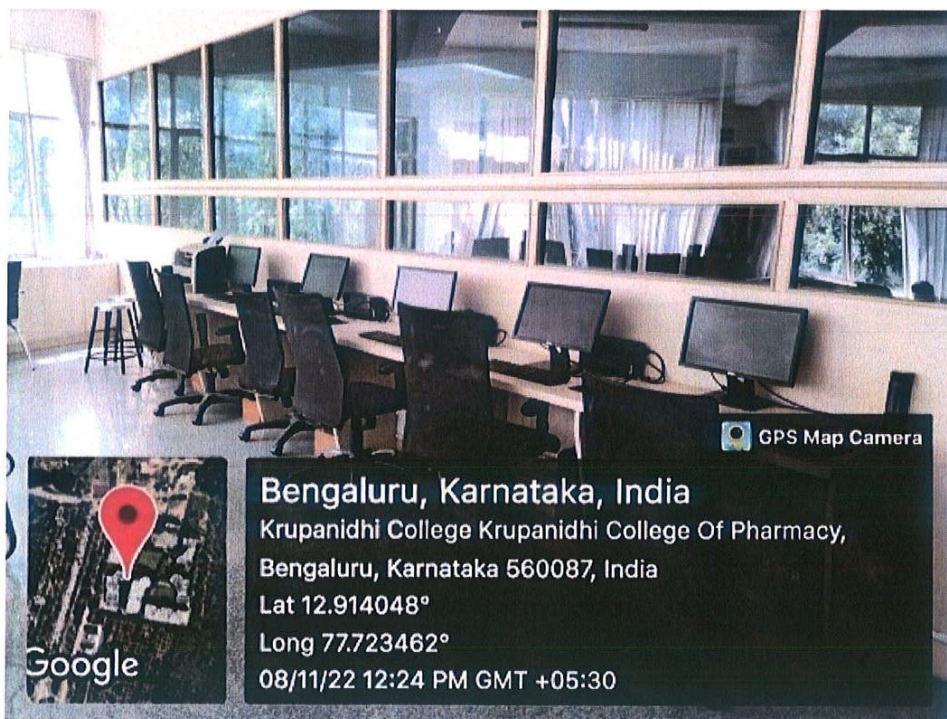 GPS Map Camera
Bengaluru, Karnataka, India
Krupanidhi College Krupanidhi College Of Pharmacy,
Bengaluru, Karnataka 560087, India
Lat 12.914048°
Long 77.723462°
08/11/22 12:24 PM GMT +05:30
Google